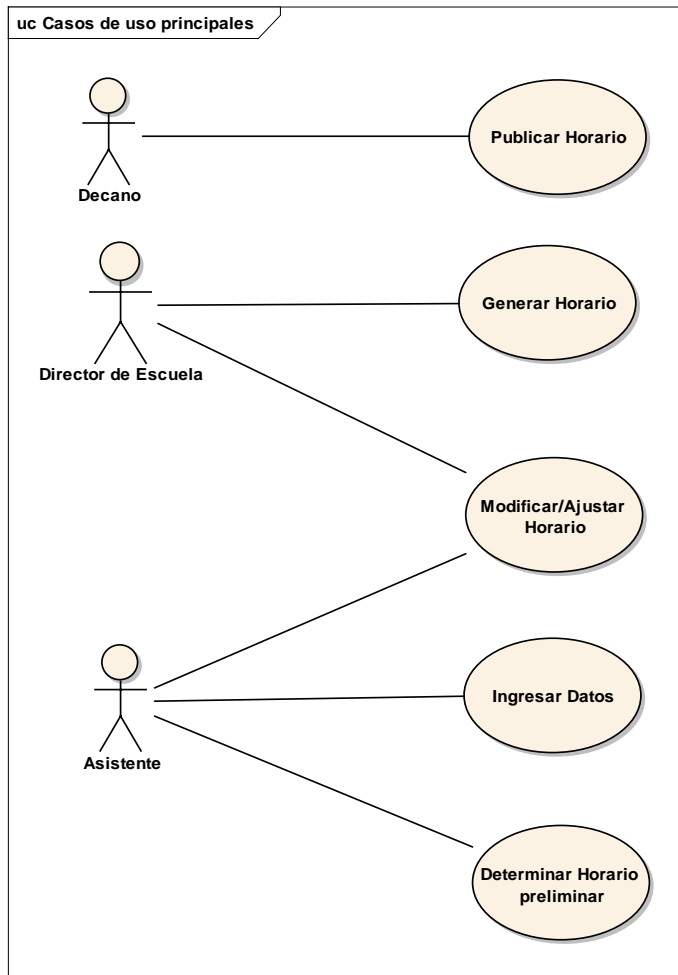 uc Casos de uso principales
Publicar Horario
Decano
Generar Horario
Director de Escuela
Modificar/Ajustar
Horario
Ingresar Datos
Asistente
Determinar Horario
preliminar